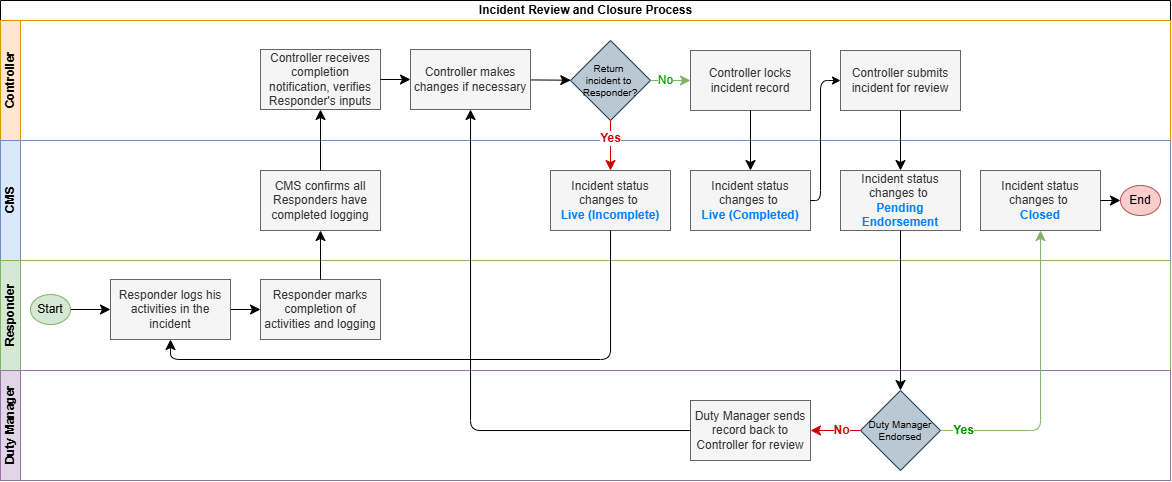 Incident Review and Closure Process
Controller
Controller receives
completion
notification, verifies
Responder's inputs
Controller makes
changes if necessary
Return
incident to
Responder?
No
Controller locks
incident record
Controller submits
incident for review
Yes
CMS
CMS confirms all
Responders have
completed logging
Incident status
changes to
Live (Incomplete)
Incident status
changes to
Live (Completed)
Incident status
changes to
Pending
Endorsement
Incident status
changes to
Closed
End
Responder
Start
Responder logs his
activities in the
incident
Responder marks
completion of
activities and logging
Duty Manager
Duty Manager sends
record back to
Controller for review
No
Duty Manager
Endorsed
Yes